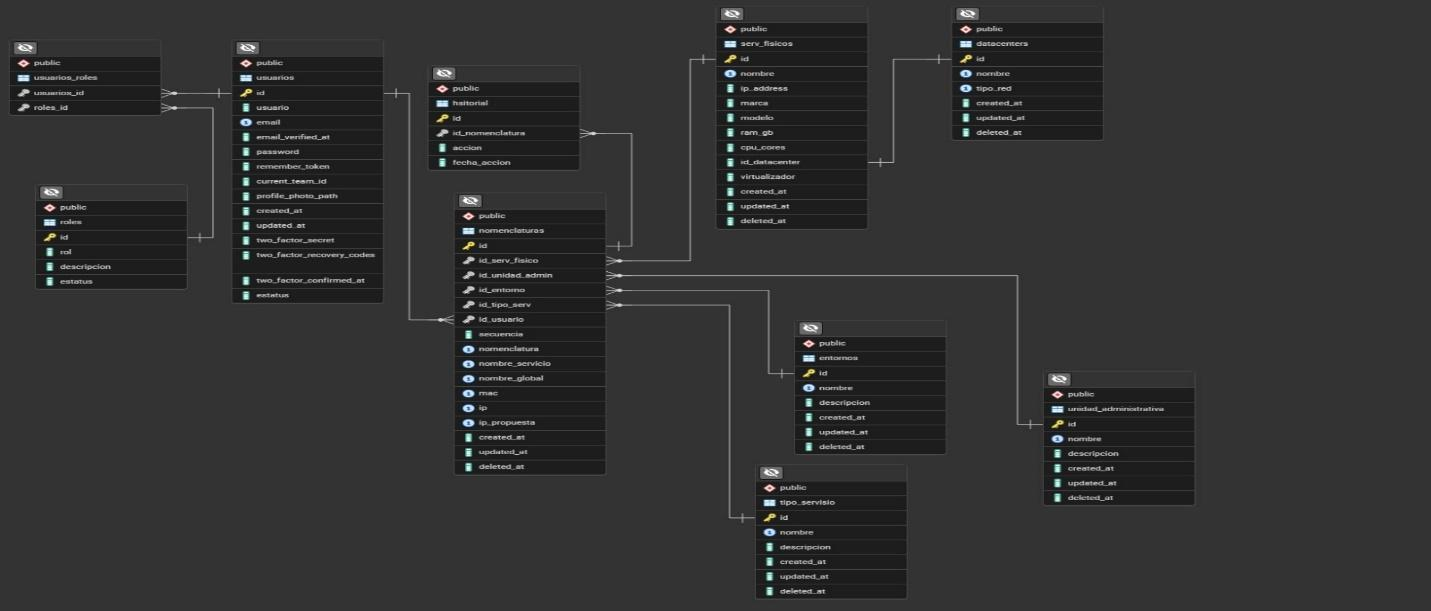 public
usuarios_roles
usuarios_id
roles_id
public
roles
id
rol
descripcion
estatus
public
usuarios
id
usuario
email
email_verified_at
password
remember_token
current_team_id
profile_photo_path
created_at
updated_at
two_factor_secret
two_factor_recovery_codes
two_factor_confirmed_at
estatus
public
hsitorial
id
id_nomenclatura
accion
fecha_accion
public
nomenclaturas
id
id_serv_fisico
id_unidad_admin
id_entorno
id_tipo_serv
id_usuario
secuencia
nomenclatura
nombre_servicio
nombre_global
mac
ip
ip_propuesta
created_at
updated_at
deleted_at
public
serv_fisicos
id
nombre
ip_address
marca
modelo
ram_gb
cpu_cores
id_datacenter
virtualizador
created_at
updated_at
deleted_at
public
datacenters
id
nombre
tipo_red
created_at
updated_at
deleted_at
public
entornos
id
nombre
descripcion
created_at
updated_at
deleted_at
public
unidad_administrativa
id
nombre
descripcion
created_at
updated_at
deleted_at
public
tipo_servisio
id
nombre
descripcion
created_at
updated_at
deleted_at